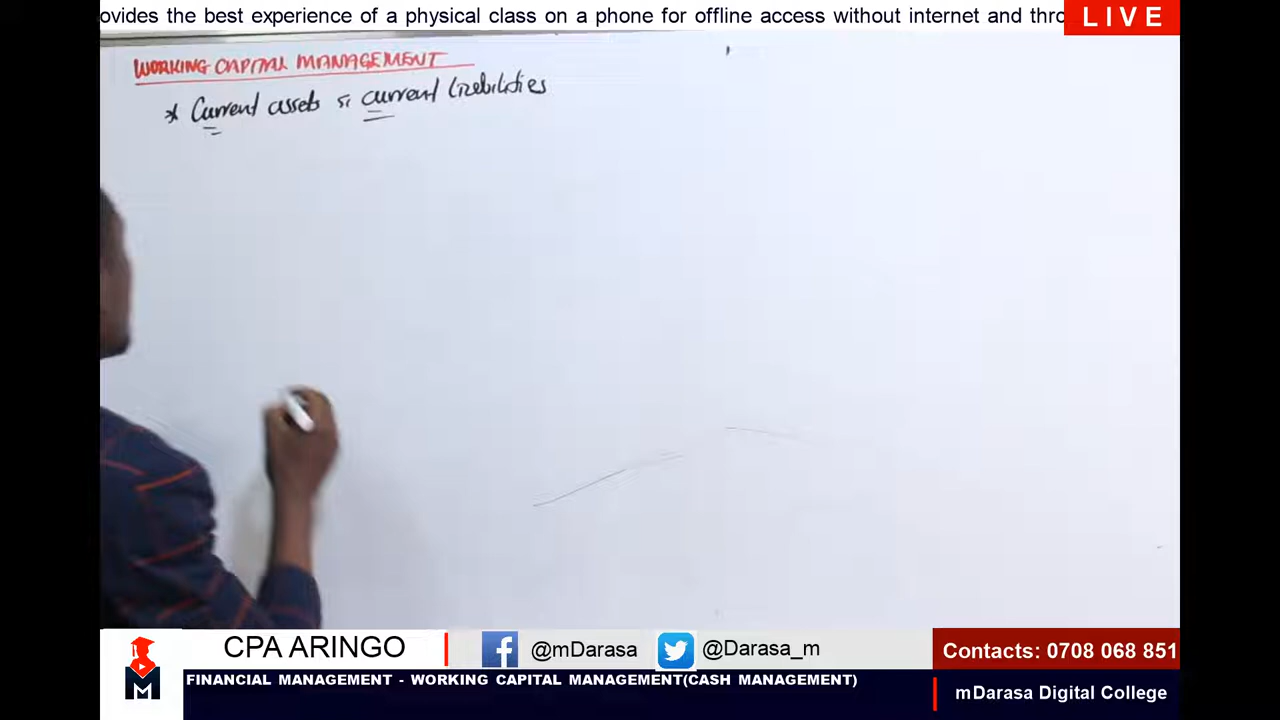 ovides the best experience of a physical class on a phone for offline access without internet and thro
LIVE
WORKING CAPITAL MANAGEMENT
* Current assets & current liabilities
CPA ARINGO
@mDarasa
@Darasa_m
Contacts: 0708 068 851
M
FINANCIAL MANAGEMENT - WORKING CAPITAL MANAGEMENT(CASH MANAGEMENT)
mDarasa Digital College